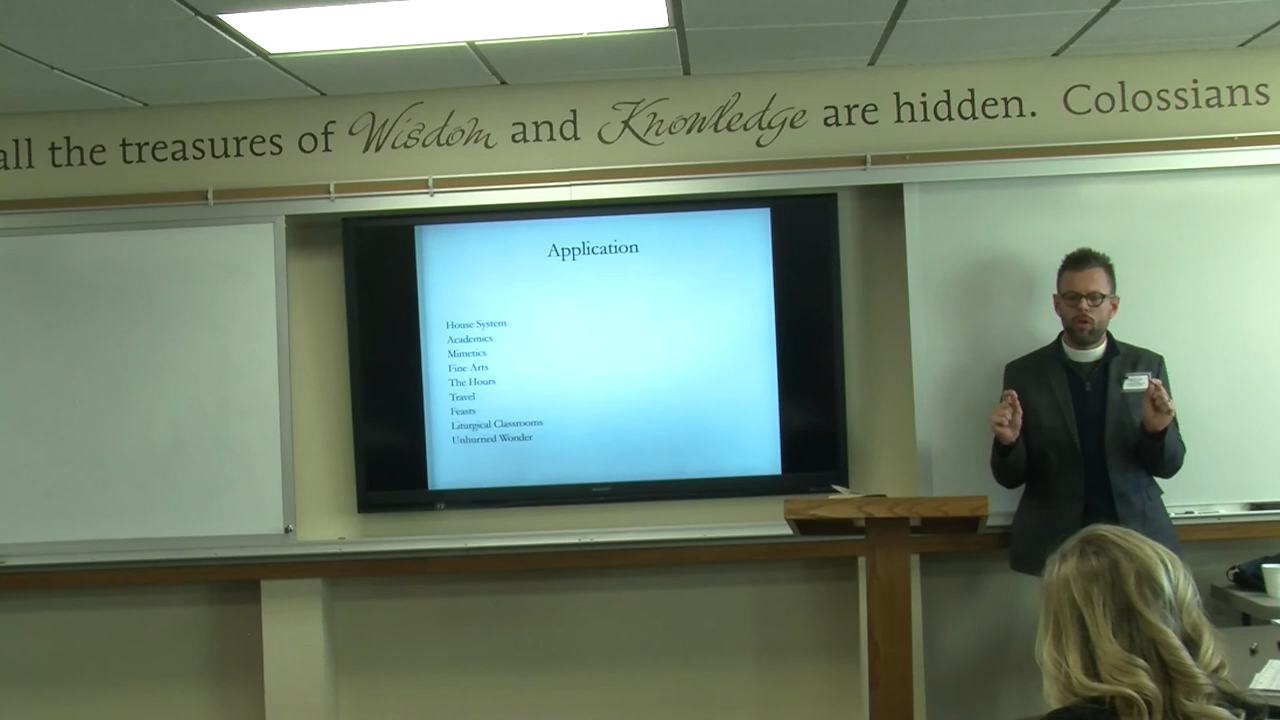 all the treasures of Wisdom and Knowledge are hidden. Colossians
Application
House System
Academics
Mimetics
Fine Arts
The Hours
Travel
Feasts
Liturgical Classrooms
Unhurried Wonder